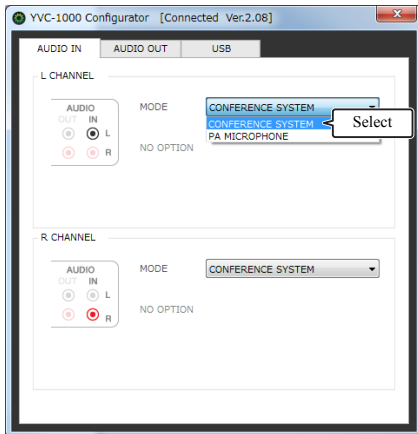 YVC-1000 Configurator [Connected Ver.2.08]
AUDIO IN AUDIO OUT USB
L CHANNEL
AUDIO
OUT IN
L
R
MODE CONFERENCE SYSTEM
CONFERENCE SYSTEM
PA MICROPHONE
Select
NO OPTION
R CHANNEL
AUDIO
OUT IN
L
R
MODE CONFERENCE SYSTEM
NO OPTION